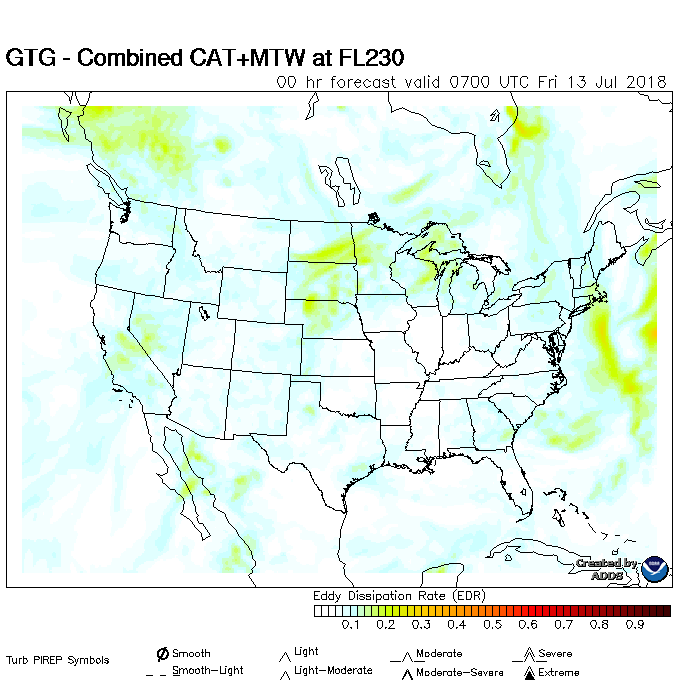 GTG - Combined CAT+MTW at FL230
00 hr forecast valid 0700 UTC Fri 13 Jul 2018
Created by
ADDS
Eddy Dissipation Rate (EDR)
0.1 0.2 0.3 0.4 0.5 0.6 0.7 0.8 0.9
Turb PIREP Symbols
Smooth Light Moderate Severe
Smooth-Light Light-Moderate Moderate-Severe Extreme